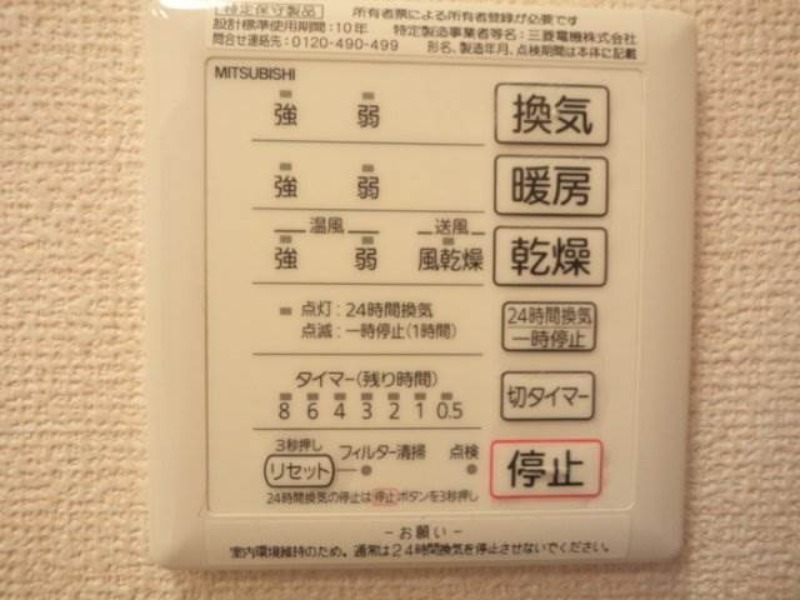 特定保守製品 所有者票による所有者登録が必要です
設計標準使用期間：10年 特定製造事業者等名：三菱電機株式会社
問合せ連絡先：0120-490-499 形名、製造年月、点検期間は本体に記載
MITSUBISHI
強 弱 換気
強 弱 暖房
温風 送風
強 弱 風乾燥 乾燥
点灯：24時間換気
点滅：一時停止(1時間)
24時間換気
一時停止
タイマー(残り時間)
8 6 4 3 2 1 0.5
切タイマー
3秒押し
リセット フィルター清掃 点検
停止
24時間換気の停止は停止ボタンを3秒押し
－お願い－
室内環境維持のため。通常は24時間換気を停止させないでください。